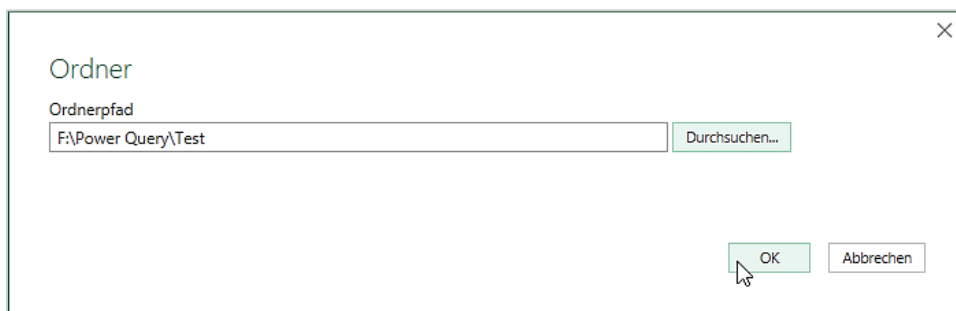 Ordner
Ordnerpfad
F:\Power Query\Test
Durchsuchen...
OK
Abbrechen